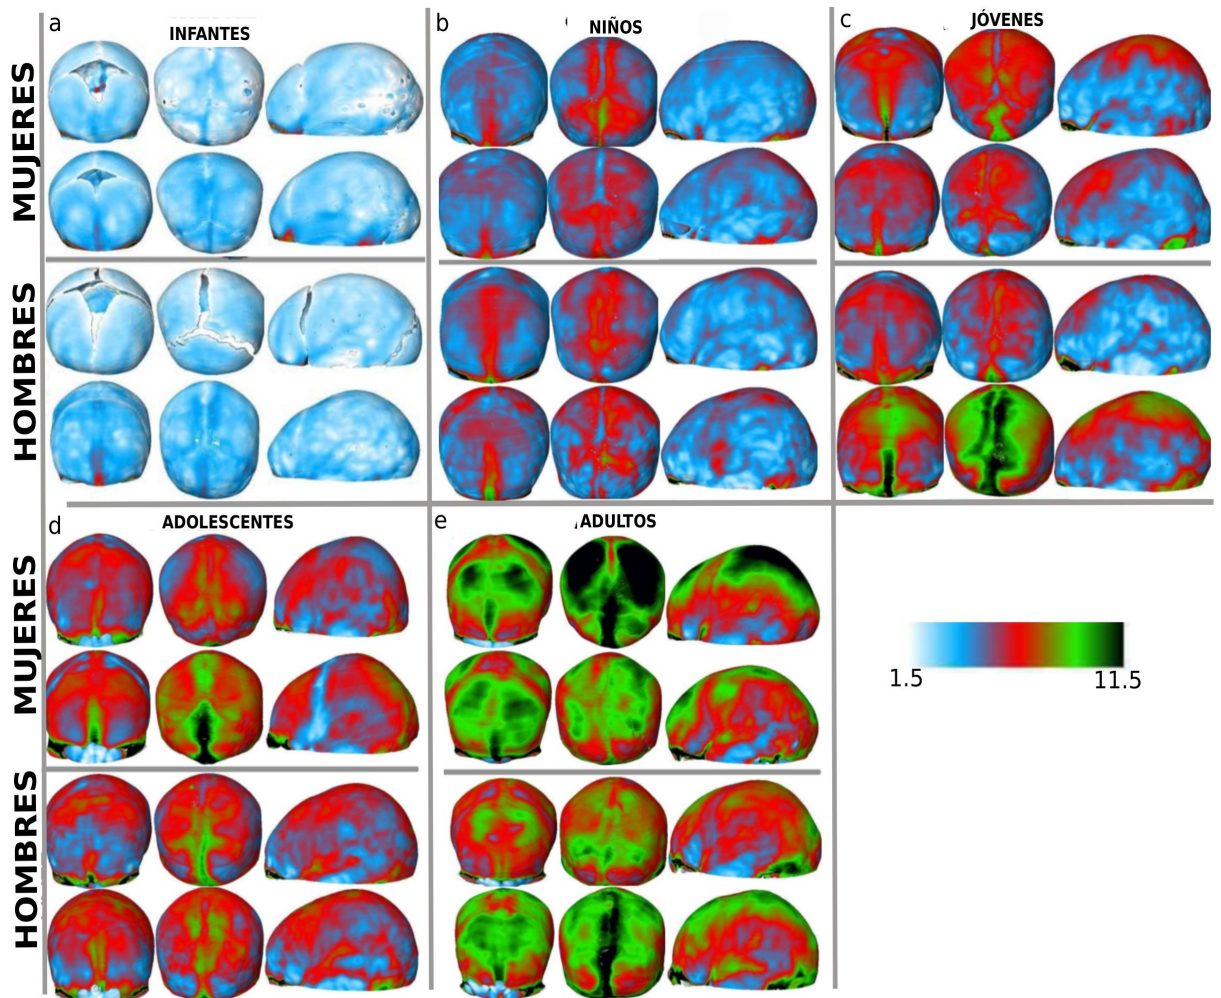 a
INFANTES
b
NIÑOS
c
JÓVENES
MUJERES
HOMBRES
d
ADOLESCENTES
e
ADULTOS
MUJERES
HOMBRES
1.5
11.5